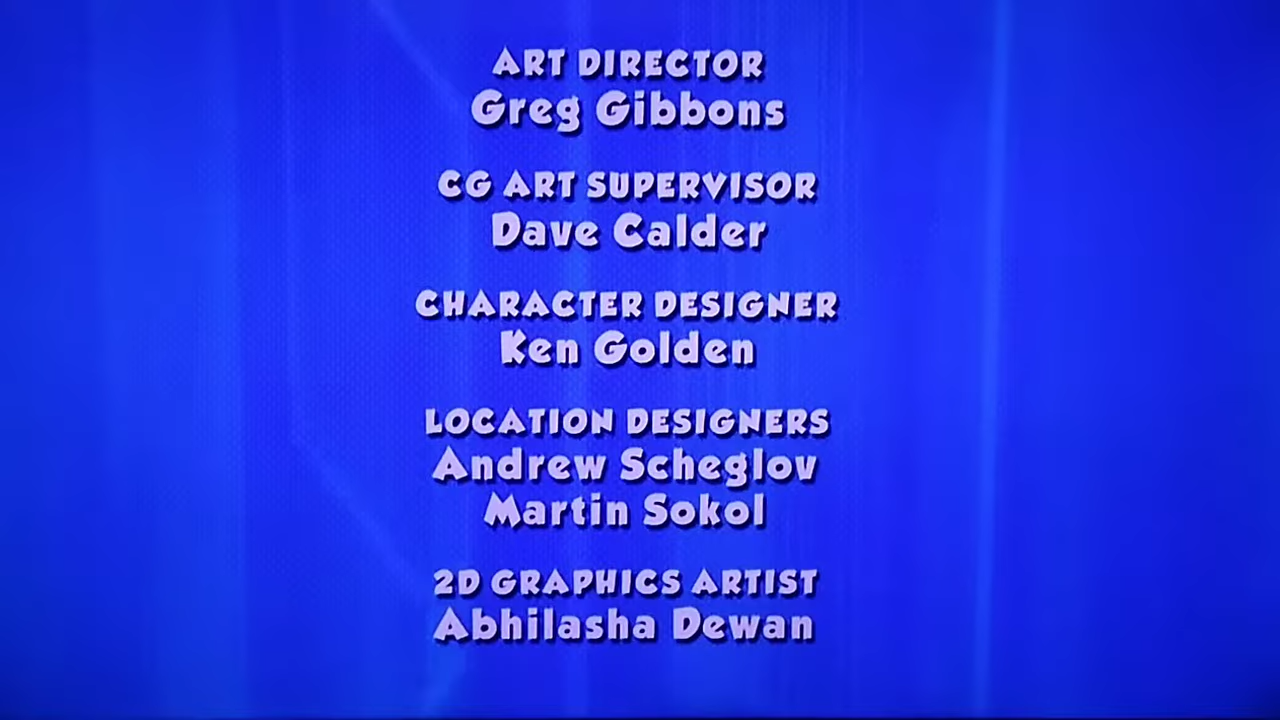 ART DIRECTOR
Greg Gibbons
CG ART SUPERVISOR
Dave Calder
CHARACTER DESIGNER
Ken Golden
LOCATION DESIGNERS
Andrew Scheglov
Martin Sokol
2D GRAPHICS ARTIST
Abhilasha Dewan